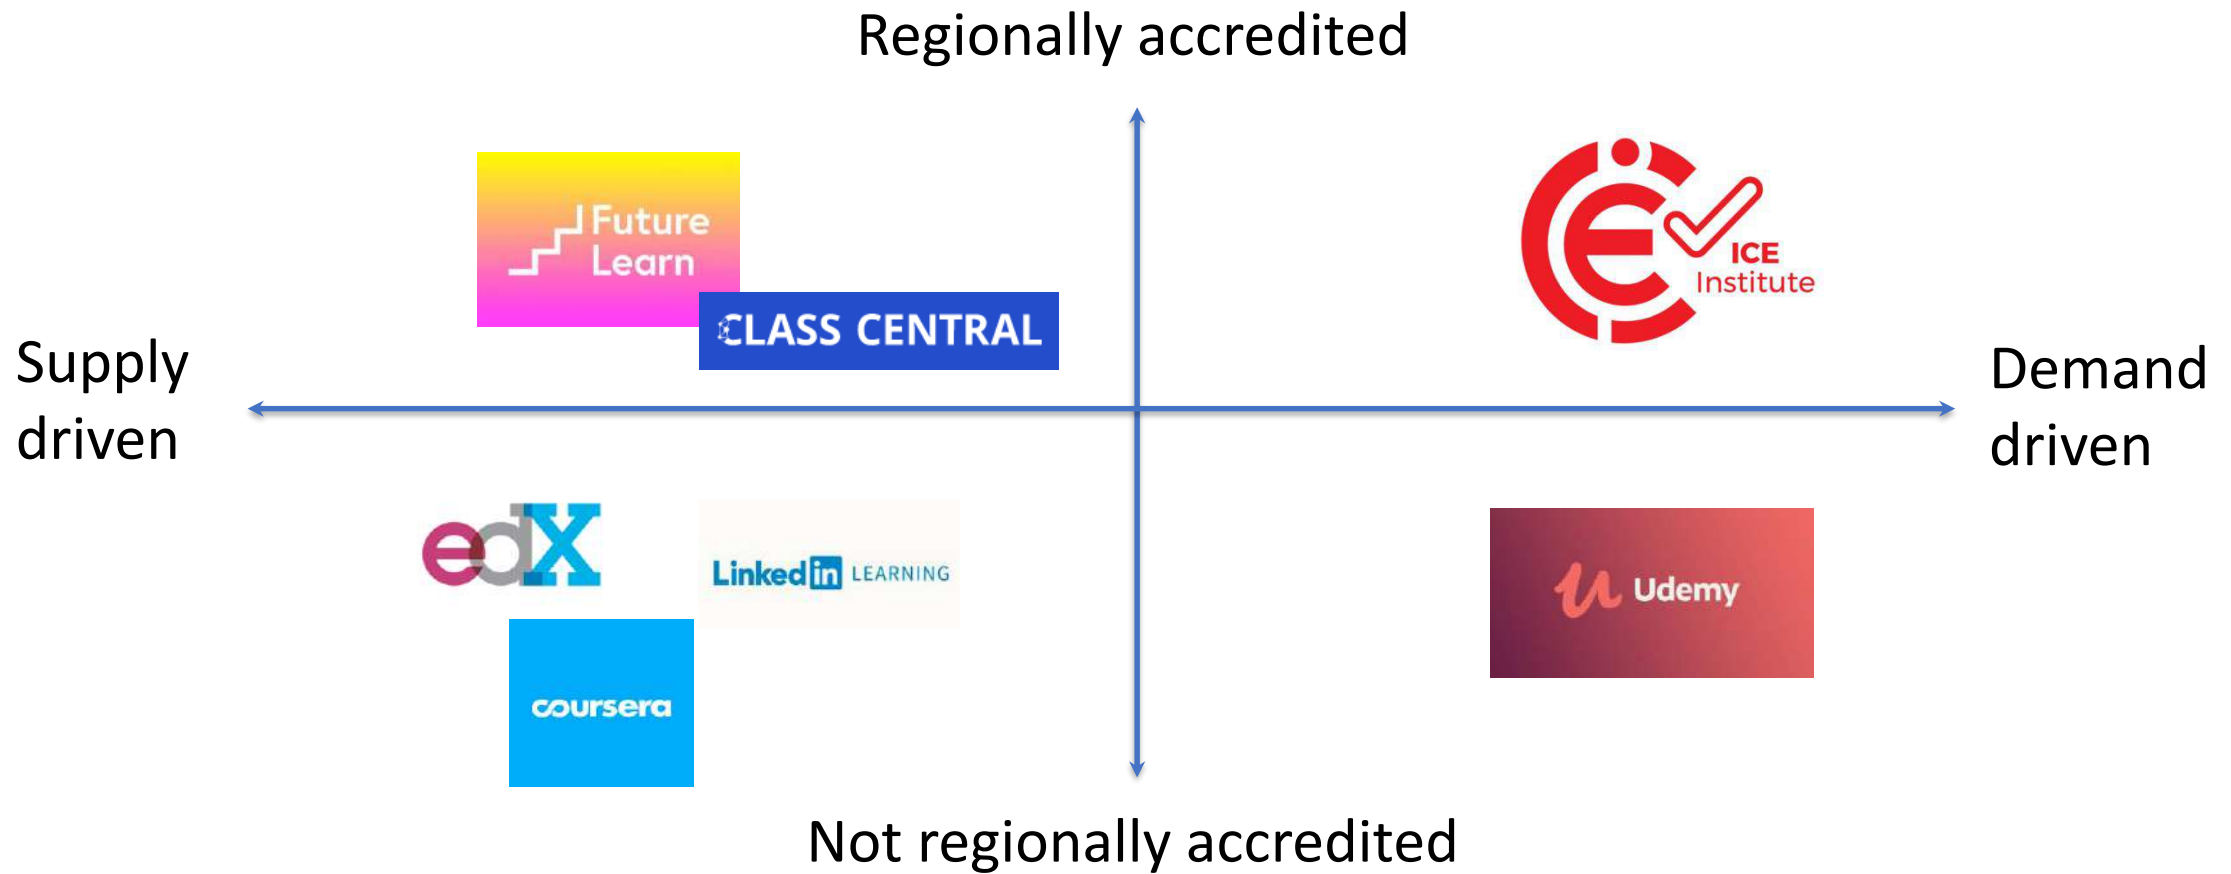 Regionally accredited
Future
Learn
CLASS CENTRAL
ICE
Institute
Supply
driven
Demand
driven
edX
Linked in LEARNING
Udemy
coursera
Not regionally accredited